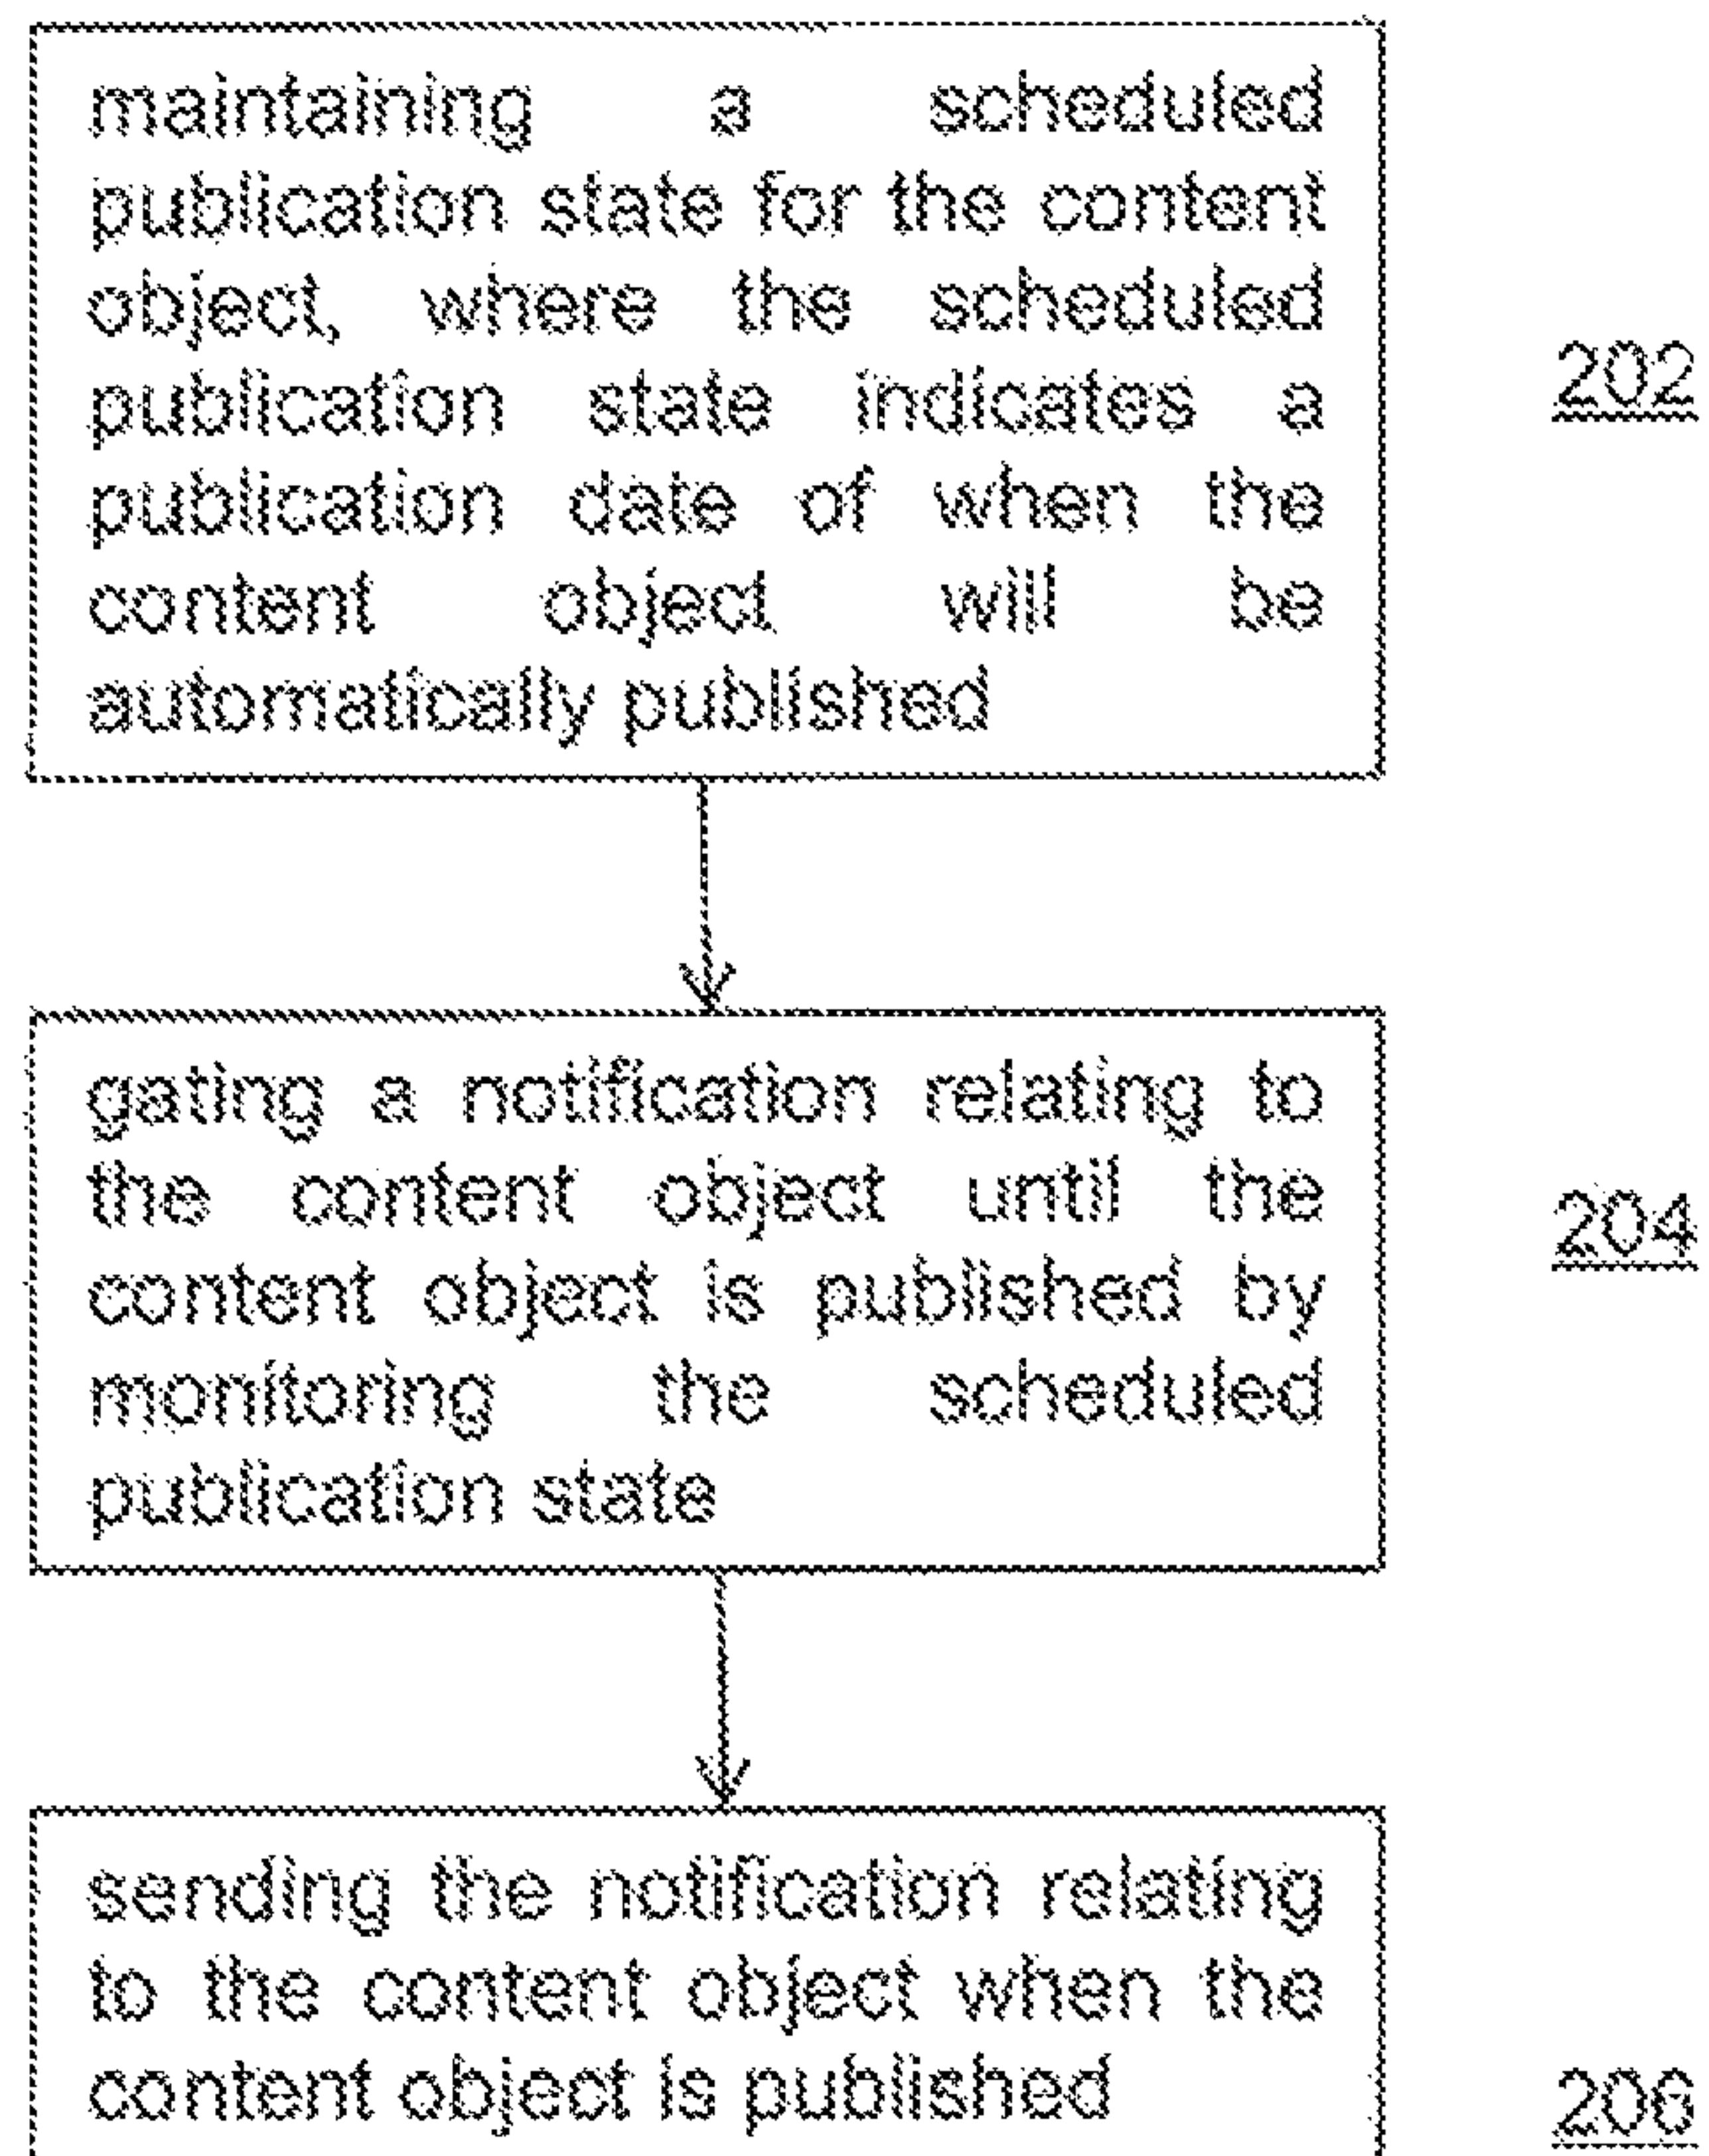 maintaining a scheduled
publication state for the content
object, where the scheduled
publication state indicates a
publication date of when the
content object will be
automatically published
202
gating a notification relating to
the content object until the
content object is published by
monitoring the scheduled
publication state
204
sending the notification relating
to the content object when the
content object is published
206